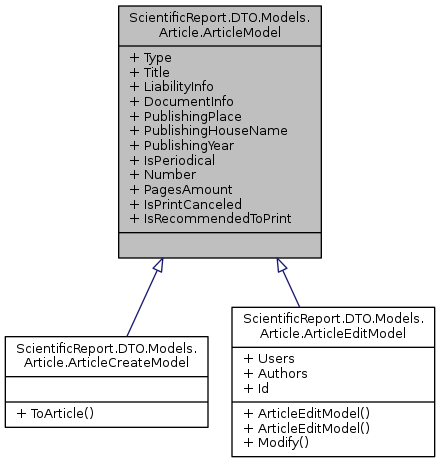 ScientificReport.DTO.Models.
Article.ArticleModel
+ Type
+ Title
+ LiabilityInfo
+ DocumentInfo
+ PublishingPlace
+ PublishingHouseName
+ PublishingYear
+ IsPeriodical
+ Number
+ PagesAmount
+ IsPrintCanceled
+ IsRecommendedToPrint
ScientificReport.DTO.Models.
Article.ArticleCreateModel
+ ToArticle()
ScientificReport.DTO.Models.
Article.ArticleEditModel
+ Users
+ Authors
+ Id
+ ArticleEditModel()
+ ArticleEditModel()
+ Modify()